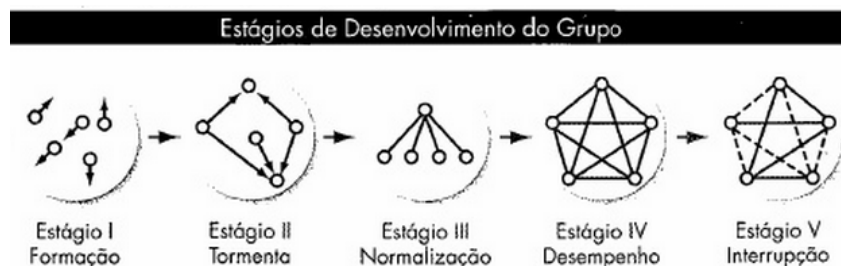 Estágios de Desenvolvimento do Grupo
Estágio I
Formação
Estágio II
Tormenta
Estágio III
Normalização
Estágio IV
Desempenho
Estágio V
Interrupção